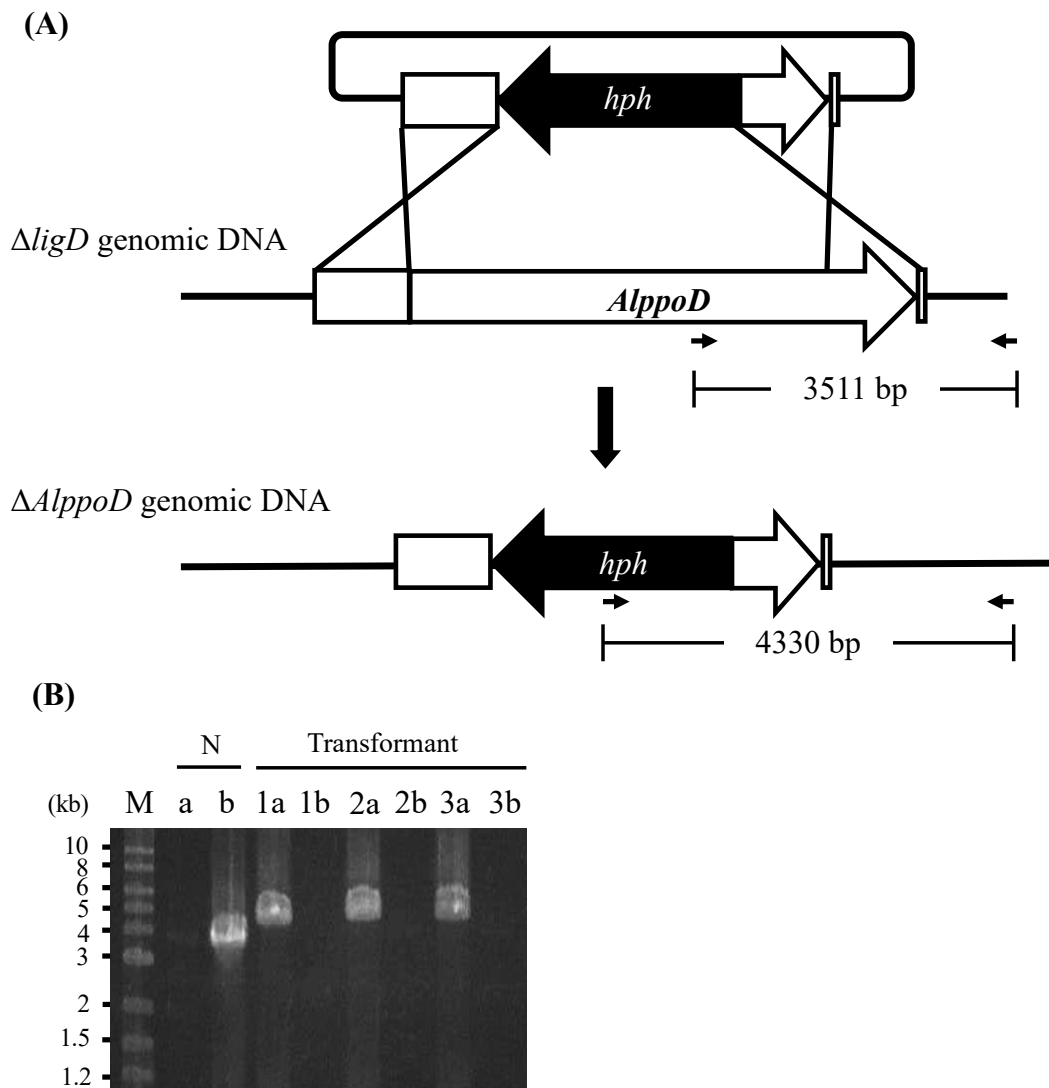 (A)
hph
ΔligD genomic DNA
AlppoD
3511 bp
ΔAlppoD genomic DNA
hph
4330 bp
(B)
N Transformant
(kb) M a b 1a 1b 2a 2b 3a 3b
10
8
6
5
4
3
2
1.5
1.2